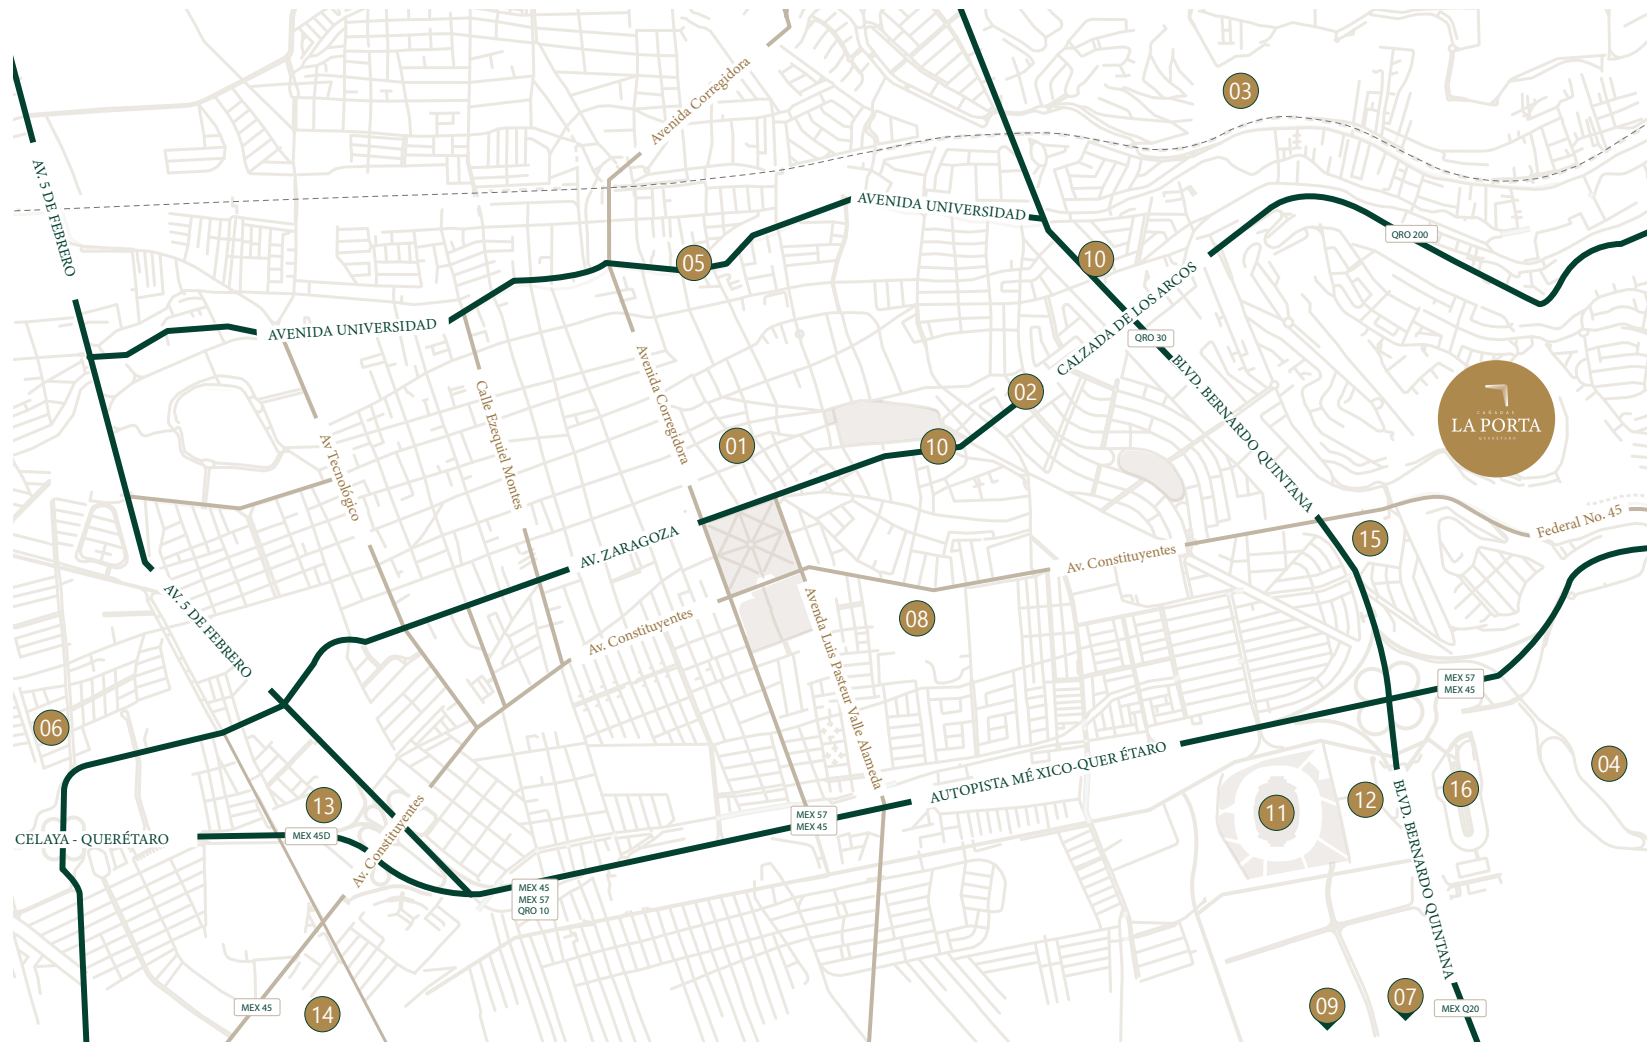 03
Avenida Corregidora
AV. 5 DE FEBRERO
AVENIDA UNIVERSIDAD
QRO 200
05
10
CALZADA DE LOS ARCOS
AVENIDA UNIVERSIDAD
QRO 30
BLVD. BERNARDO QUINTANA
Avenida Corregidora
Calle Ezequiel Montes
02
CAÑADAS
LA PORTA
QUERÉTARO
Av Tecnológico
01
10
Federal No. 45
15
AV. ZARAGOZA
Av. Constituyentes
AV. 5 DE FEBRERO
Av. Constituyentes
08
Avenda Luis Pasteur Valle Alameda
MEX 57
MEX 45
06
04
AUTOPISTA MÉ XICO-QUER ÉTARO
16
12
11
13
MEX 57
MEX 45
CELAYA - QUERÉTARO
MEX 45D
Av. Constituyentes
BLVD. BERNARDO QUINTANA
MEX 45
MEX 57
QRO 10
MEX 45
14
09
07
MEX Q20